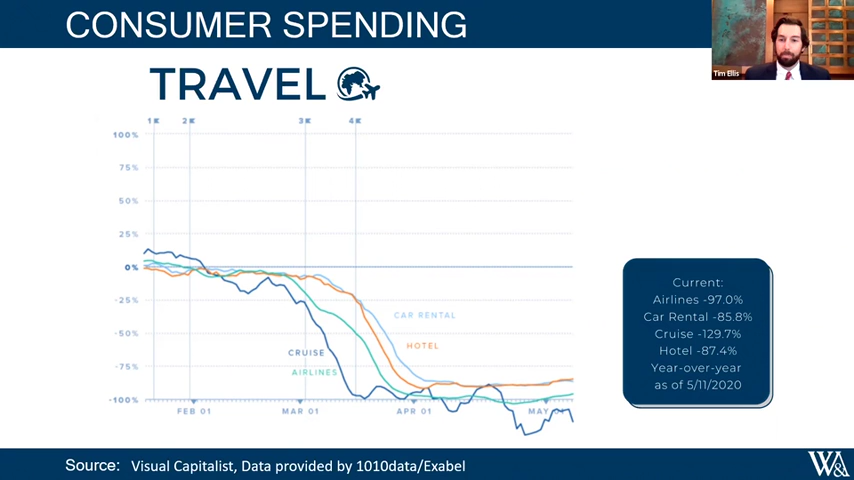 CONSUMER SPENDING
Tim Ellis
TRAVEL
1K 2K 3K 4K
100%
75%
50%
25%
0%
-25%
-50%
-75%
-100%
CAR RENTAL
HOTEL
CRUISE
AIRLINES
FEB 01 MAR 01 APR 01 MAY
Current:
Airlines -97.0%
Car Rental -85.8%
Cruise -129.7%
Hotel -87.4%
Year-over-year
as of 5/11/2020
Source: Visual Capitalist, Data provided by 1010data/Exabel
W&A